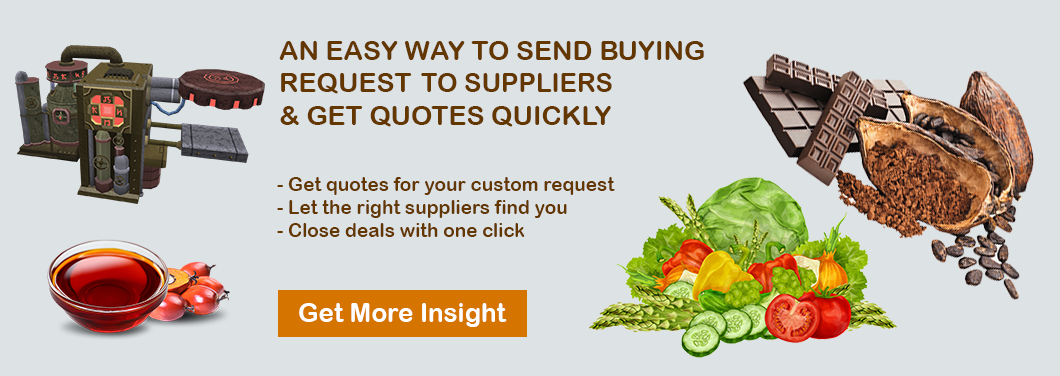 AN EASY WAY TO SEND BUYING
REQUEST TO SUPPLIERS
& GET QUOTES QUICKLY
- Get quotes for your custom request
- Let the right suppliers find you
- Close deals with one click
Get More Insight